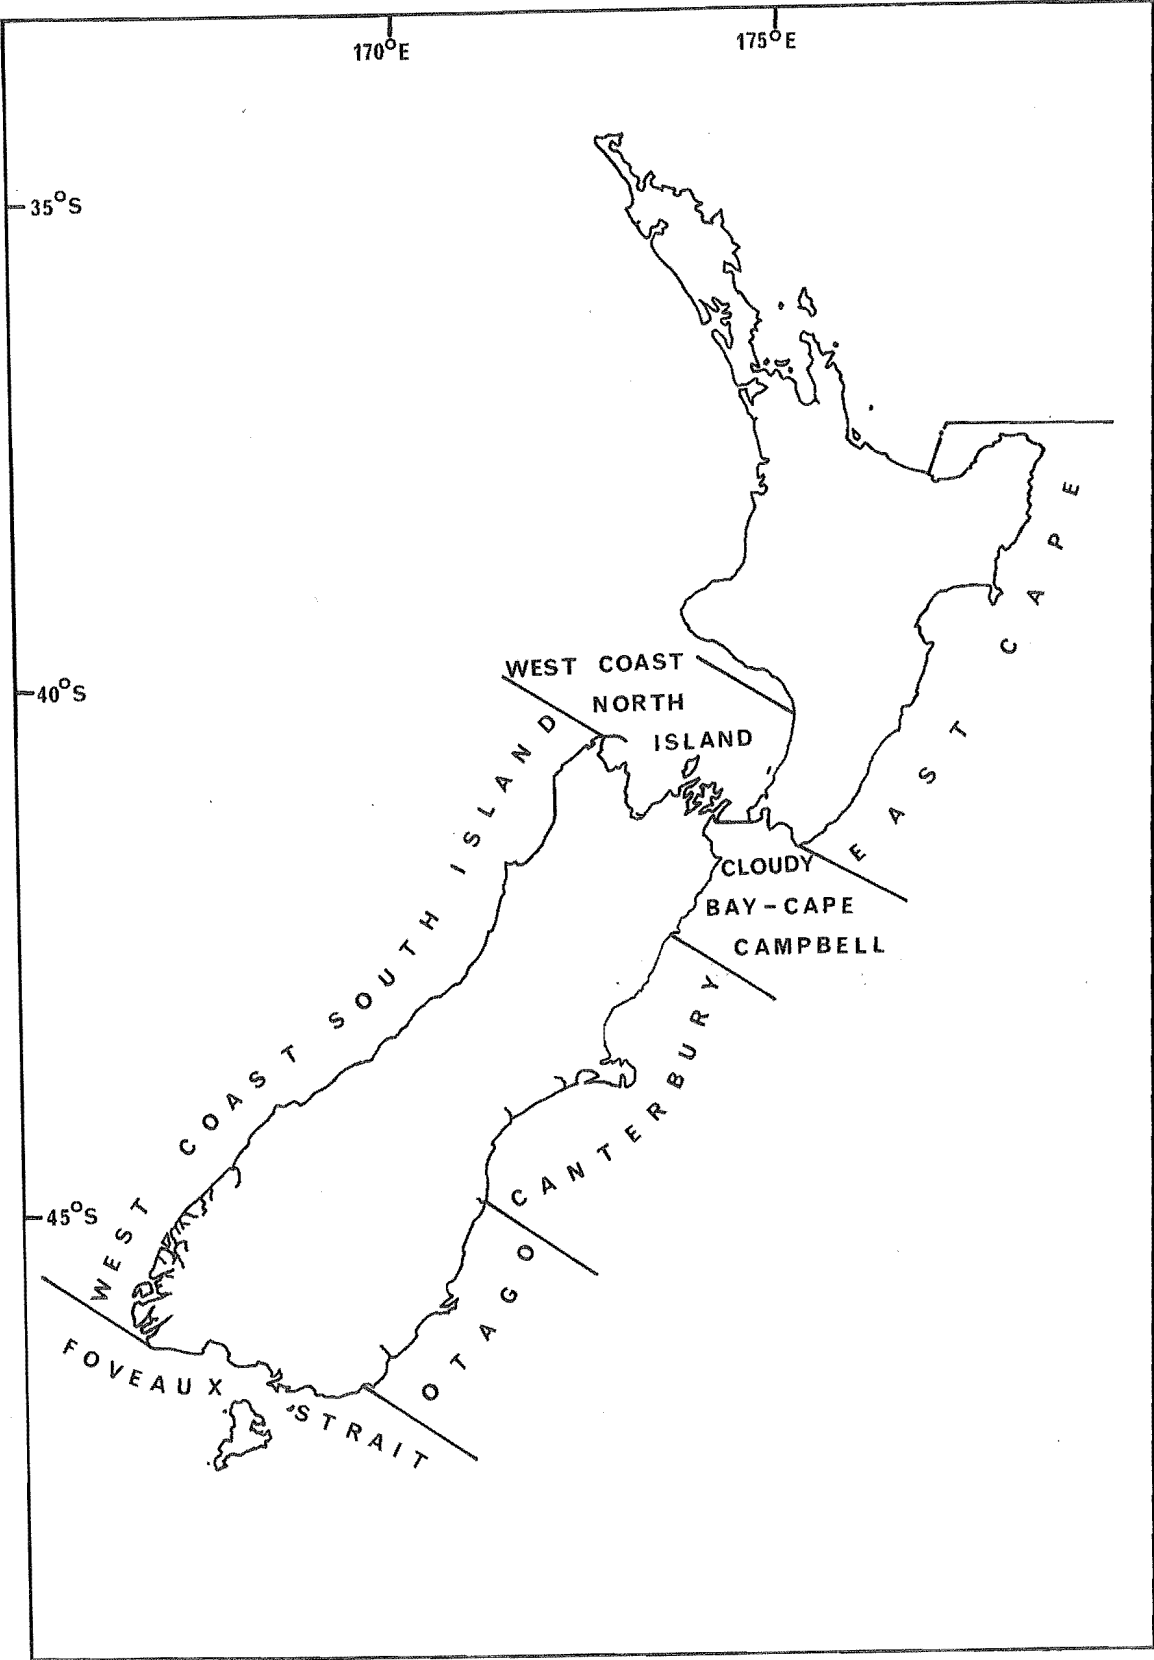 170°E
175°E
35°S
40°S
45°S
EAST CAPE
WEST COAST
NORTH
ISLAND
WEST COAST SOUTH ISLAND
CLOUDY
BAY-CAPE
CAMPBELL
CANTERBURY
OTAGO
FOVEAUX STRAIT